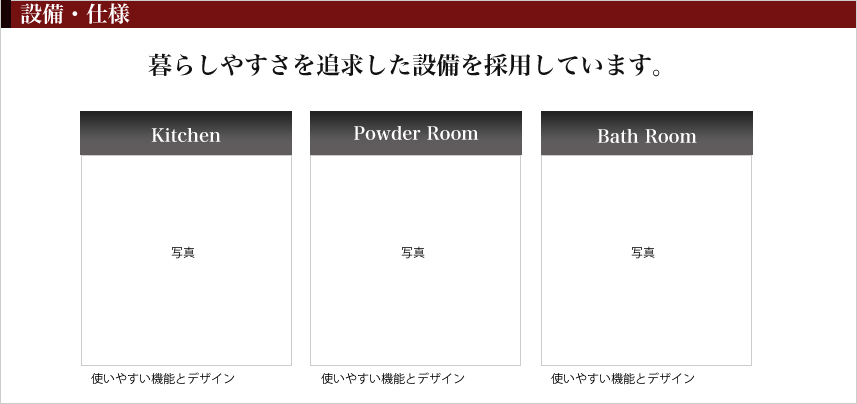 設備・仕様
暮らしやすさを追求した設備を採用しています。
Kitchen
Powder Room
Bath Room
写真
写真
写真
使いやすい機能とデザイン
使いやすい機能とデザイン
使いやすい機能とデザイン